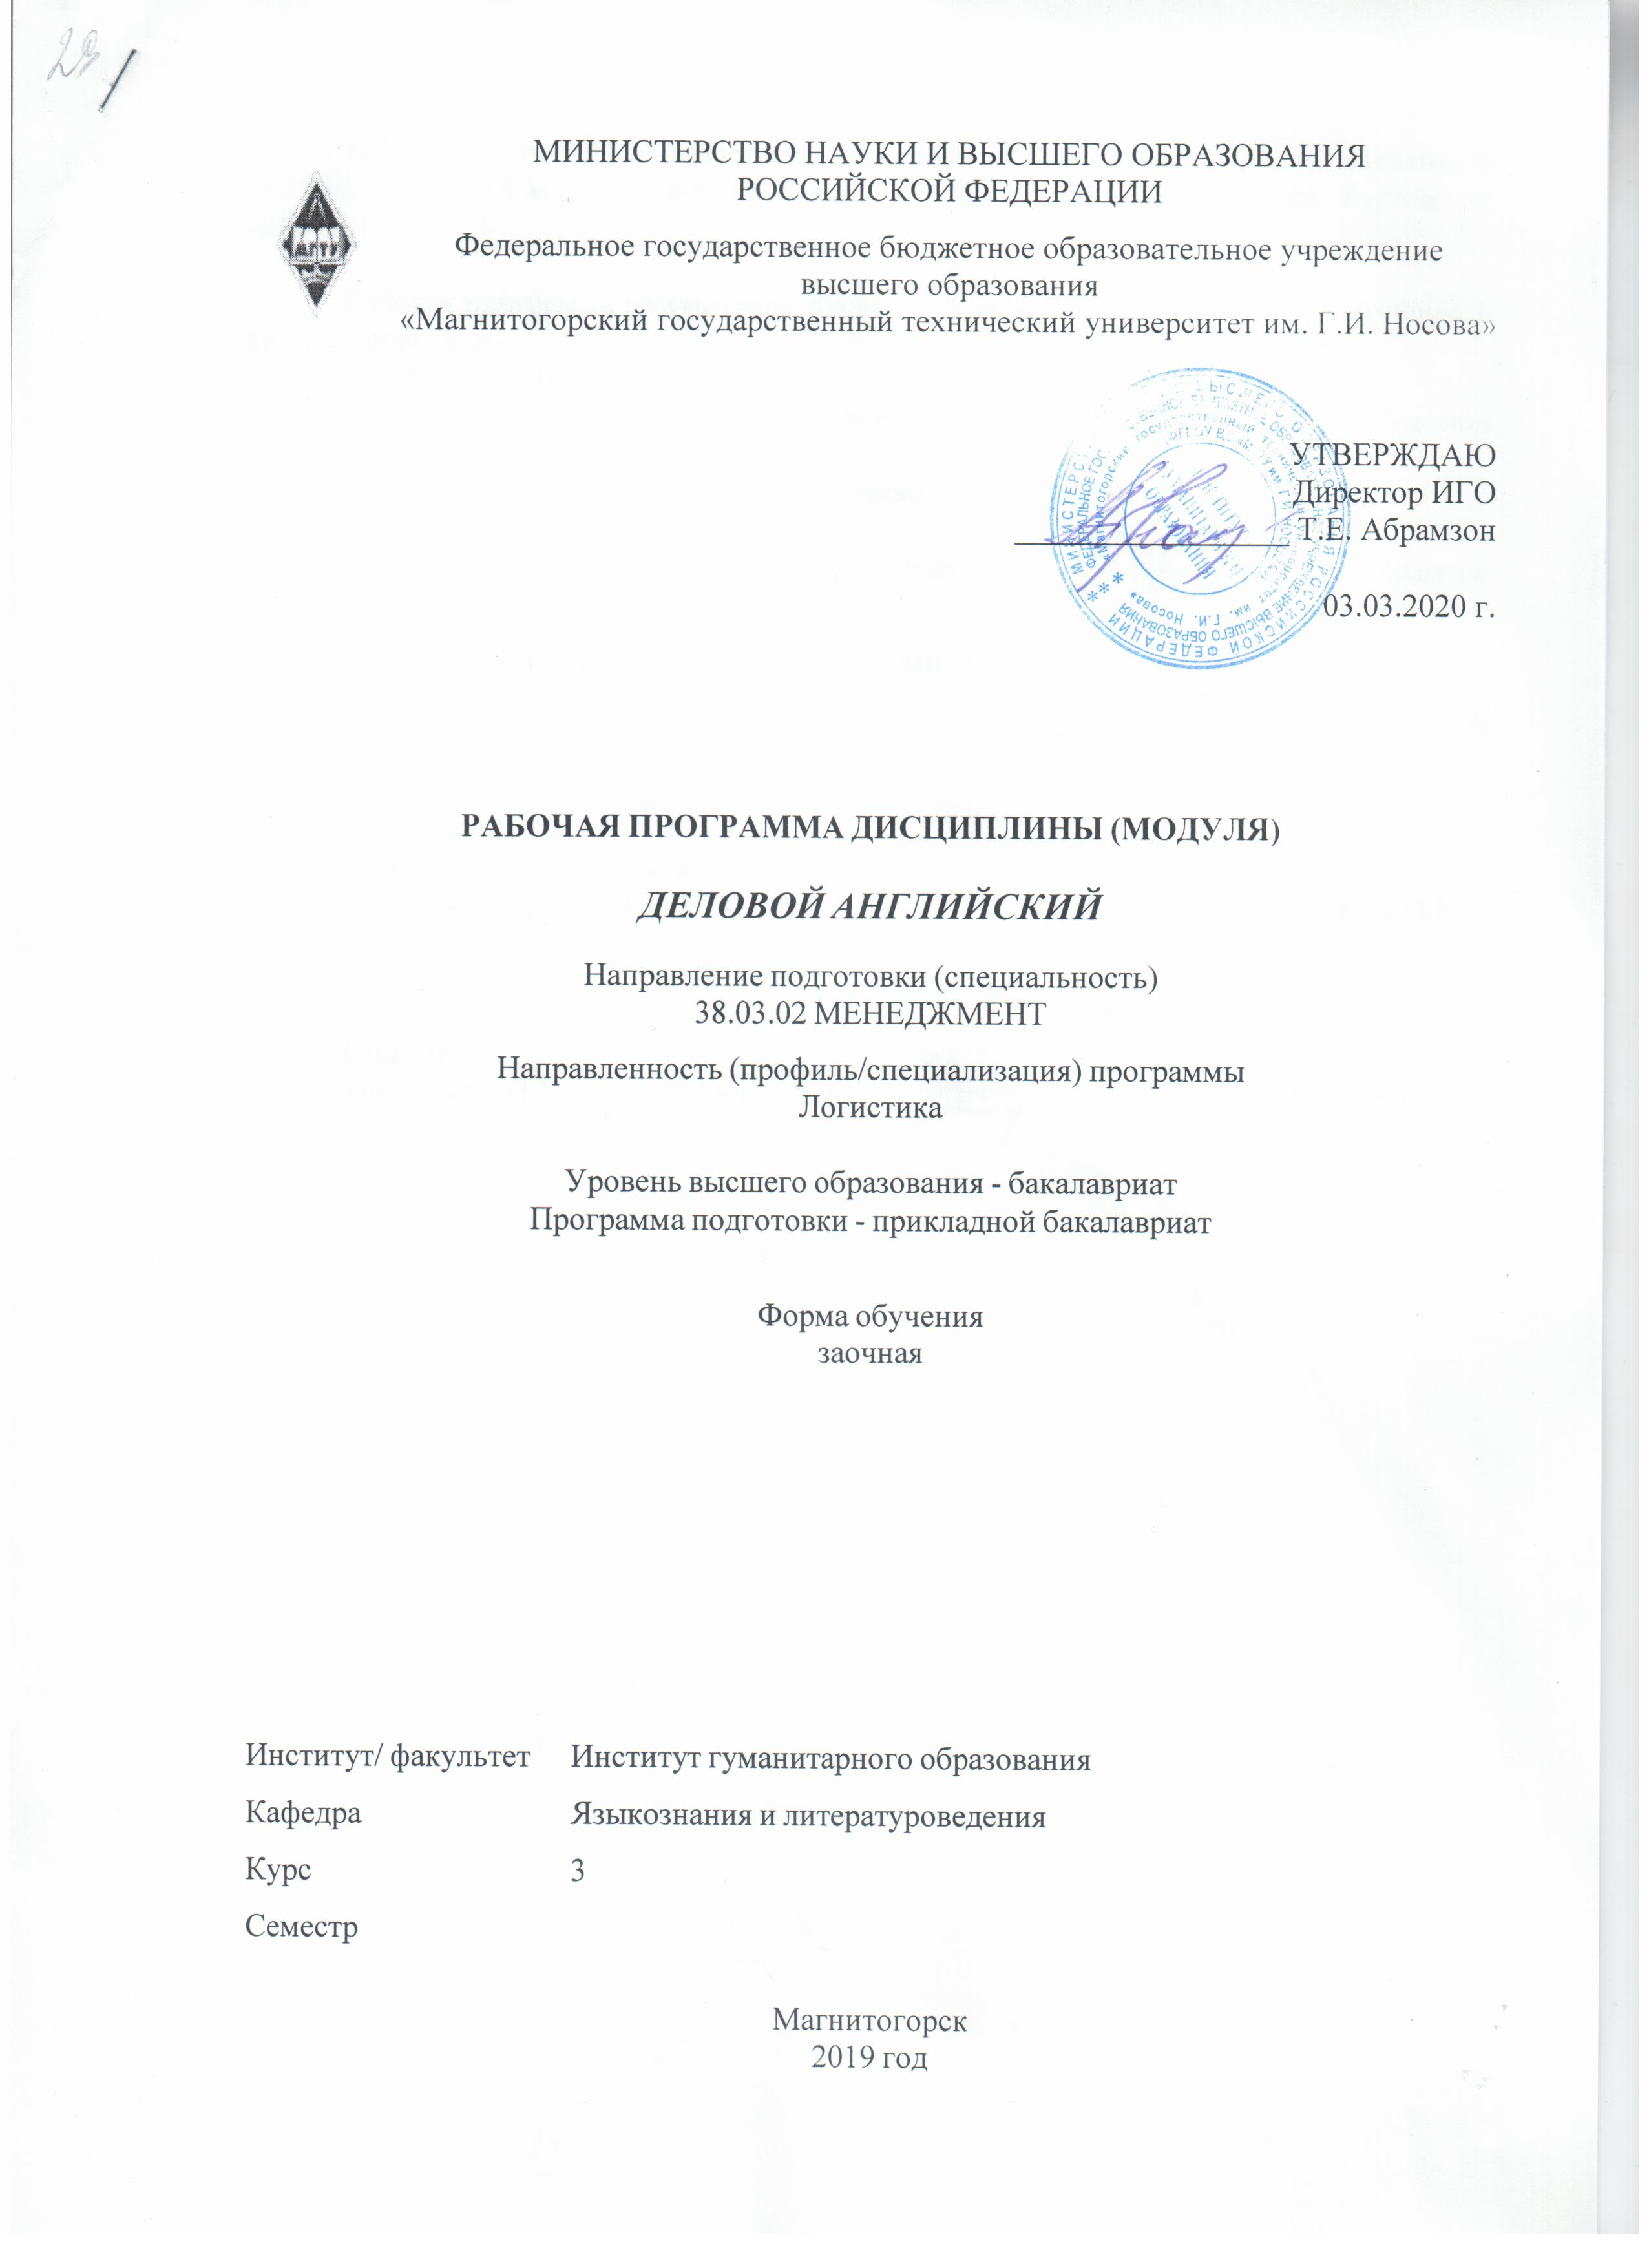 МИНИСТЕРСТВО НАУКИ И ВЫСШЕГО ОБРАЗОВАНИЯ
РОССИЙСКОЙ ФЕДЕРАЦИИ
МГТУ
Федеральное государственное бюджетное образовательное учреждение
высшего образования
«Магнитогорский государственный технический университет им. Г.И. Носова»
УТВЕРЖДАЮ
Директор ИГО
Т.Е. Абрамзон
03.03.2020 г.
РАБОЧАЯ ПРОГРАММА ДИСЦИПЛИНЫ (МОДУЛЯ)
ДЕЛОВОЙ АНГЛИЙСКИЙ
Направление подготовки (специальность)
38.03.02 МЕНЕДЖМЕНТ
Направленность (профиль/специализация) программы
Логистика
Уровень высшего образования - бакалавриат
Программа подготовки - прикладной бакалавриат
Форма обучения
заочная
Институт/ факультет Институт гуманитарного образования
Кафедра Языкознания и литературоведения
Курс 3
Семестр
Магнитогорск
2019 год